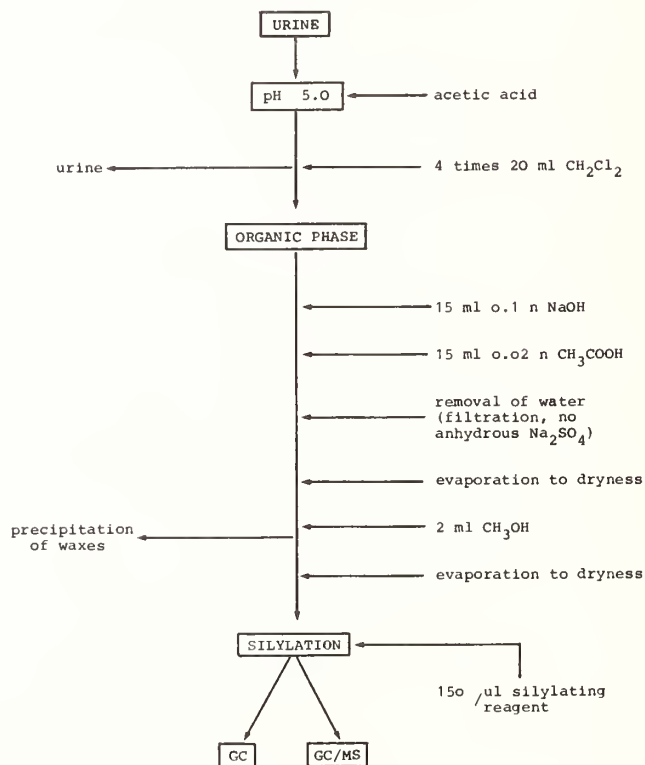 URINE
pH 5.0
acetic acid
urine
4 times 20 ml CH2Cl2
ORGANIC PHASE
15 ml o.1 n NaOH
15 ml o.o2 n CH3COOH
removal of water
(filtration, no
anhydrous Na2SO4)
evaporation to dryness
precipitation
of waxes
2 ml CH3OH
evaporation to dryness
SILYLATION
15o /ul silylating
reagent
GC
GC/MS